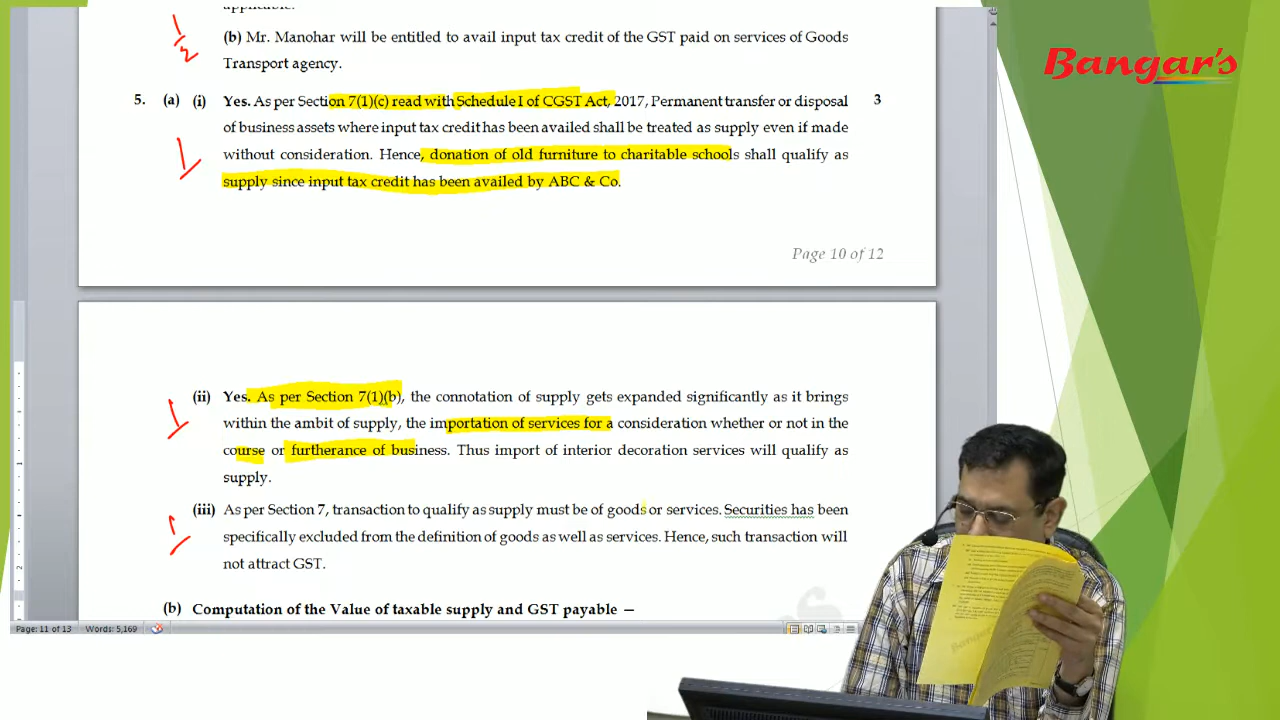 applicable.
(b) Mr. Manohar will be entitled to avail input tax credit of the GST paid on services of Goods
Transport agency.
1/2
5. (a) (i) Yes. As per Section 7(1)(c) read with Schedule I of CGST Act, 2017, Permanent transfer or disposal 3
of business assets where input tax credit has been availed shall be treated as supply even if made
without consideration. Hence, donation of old furniture to charitable schools shall qualify as
supply since input tax credit has been availed by ABC & Co.
1
Page 10 of 12
(ii) Yes. As per Section 7(1)(b), the connotation of supply gets expanded significantly as it brings
within the ambit of supply, the importation of services for a consideration whether or not in the
course or furtherance of business. Thus import of interior decoration services will qualify as
supply.
1
(iii) As per Section 7, transaction to qualify as supply must be of goods or services. Securities has been
specifically excluded from the definition of goods as well as services. Hence, such transaction will
not attract GST.
1
(b) Computation of the Value of taxable supply and GST payable –
Page: 11 of 13 Words: 5,169
Bangar's
Bangar's